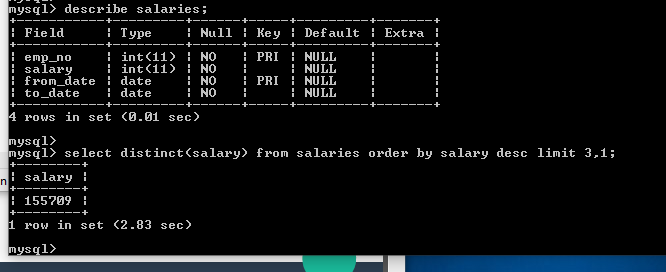 mysql> describe salaries;
+-----------+---------+------+-----+---------+-------+
| Field | Type | Null | Key | Default | Extra |
+-----------+---------+------+-----+---------+-------+
| emp_no | int(11) | NO | PRI | NULL | |
| salary | int(11) | NO | | NULL | |
| from_date | date | NO | PRI | NULL | |
| to_date | date | NO | | NULL | |
+-----------+---------+------+-----+---------+-------+
4 rows in set (0.01 sec)
mysql>
mysql> select distinct(salary) from salaries order by salary desc limit 3,1;
+--------+
| salary |
+--------+
| 155709 |
+--------+
1 row in set (2.83 sec)
mysql>